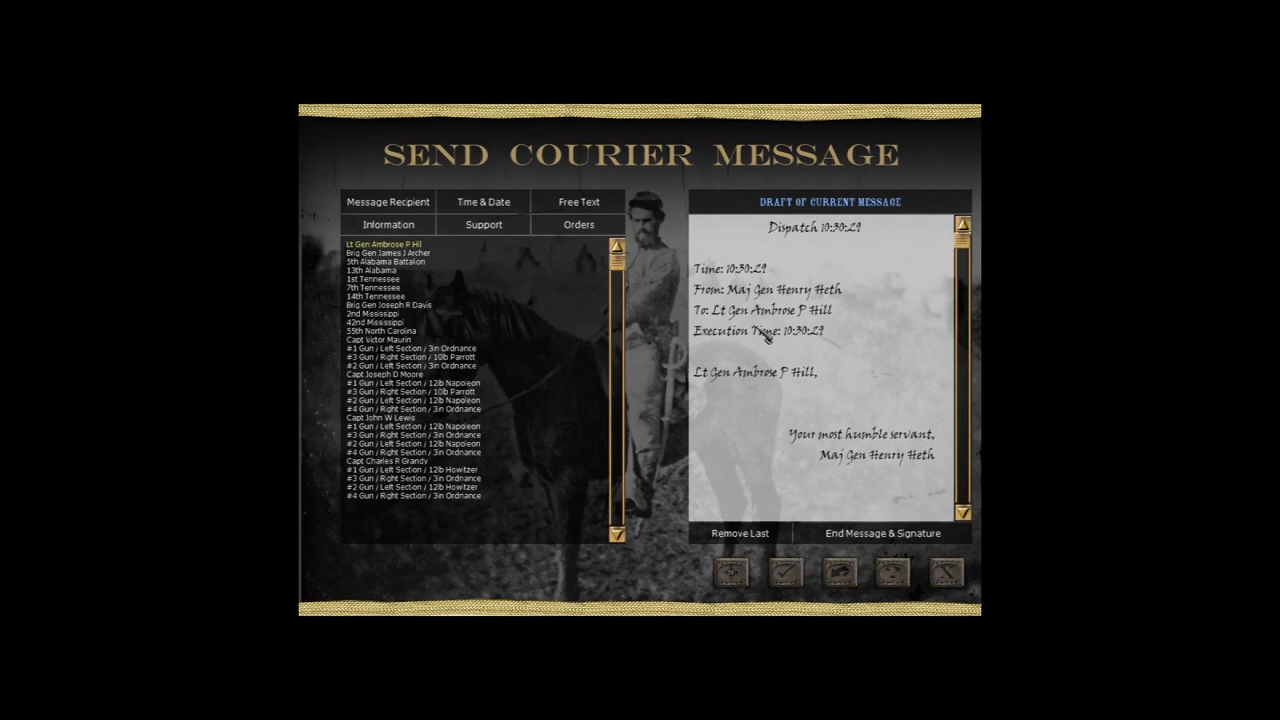 SEND COURIER MESSAGE
Message Recipient
Time & Date
Free Text
Information
Support
Orders
Lt Gen Ambrose P Hill
Brig Gen James J Archer
5th Alabama Battalion
13th Alabama
1st Tennessee
7th Tennessee
14th Tennessee
Brig Gen Joseph R Davis
2nd Mississippi
42nd Mississippi
55th North Carolina
Capt Victor Maurin
#1 Gun / Left Section / 3in Ordnance
#3 Gun / Right Section / 10lb Parrott
#2 Gun / Left Section / 3in Ordnance
Capt Joseph D Moore
#1 Gun / Left Section / 12lb Napoleon
#3 Gun / Right Section / 10lb Parrott
#2 Gun / Left Section / 12lb Napoleon
#4 Gun / Right Section / 3in Ordnance
Capt John W Lewis
#1 Gun / Left Section / 12lb Napoleon
#3 Gun / Right Section / 3in Ordnance
#2 Gun / Left Section / 12lb Napoleon
#4 Gun / Right Section / 3in Ordnance
Capt Charles R Grandy
#1 Gun / Left Section / 12lb Howitzer
#3 Gun / Right Section / 3in Ordnance
#2 Gun / Left Section / 12lb Howitzer
#4 Gun / Right Section / 3in Ordnance
DRAFT OF CURRENT MESSAGE
Dispatch 10:30:29
Time: 10:30:29
From: Maj Gen Henry Heth
To: Lt Gen Ambrose P Hill
Execution Time: 10:30:29
Lt Gen Ambrose P Hill,
Your most humble servant,
Maj Gen Henry Heth
Remove Last
End Message & Signature